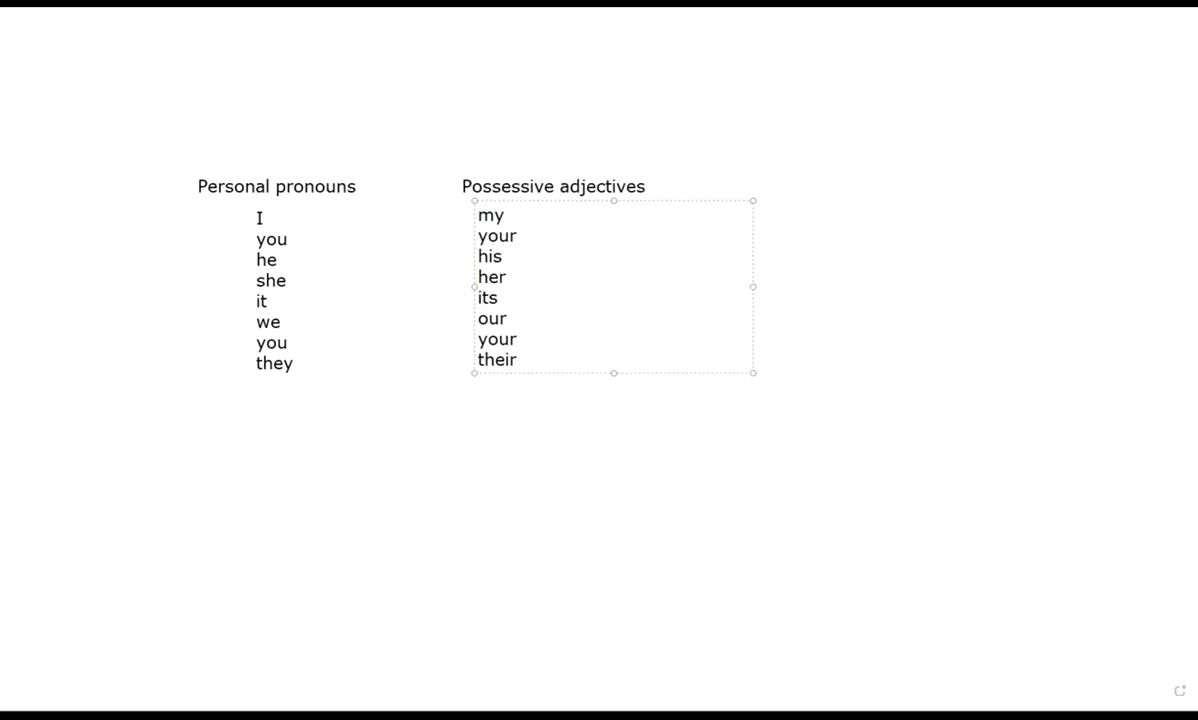 Personal pronouns
I
you
he
she
it
we
you
they
Possessive adjectives
my
your
his
her
its
our
your
their